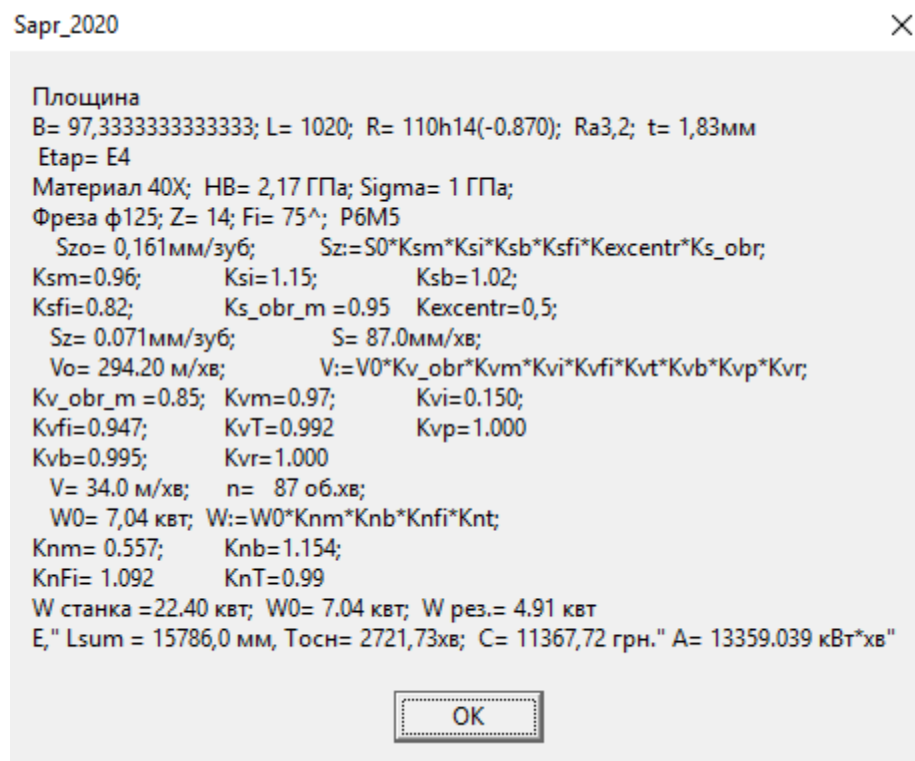 Sapr_2020
Площина
B= 97,3333333333333; L= 1020; R= 110h14(-0.870); Ra3,2; t= 1,83мм
Etap= E4
Материал 40Х; HB= 2,17 ГПа; Sigma= 1 ГПа;
Фреза ф125; Z= 14; Fi= 75^; Р6М5
Szo= 0,161мм/зуб; Sz:=S0*Ksm*Ksi*Ksb*Ksfi*Kexcentr*Ks_obr;
Ksm=0.96; Ksi=1.15; Ksb=1.02;
Ksfi=0.82; Ks_obr_m =0.95 Kexcentr=0,5;
Sz= 0.071мм/зуб; S= 87.0мм/хв;
Vo= 294.20 м/хв; V:=V0*Kv_obr*Kvm*Kvi*Kvfi*Kvt*Kvb*Kvp*Kvr;
Kv_obr_m =0.85; Kvm=0.97; Kvi=0.150;
Kvfi=0.947; KvT=0.992 Kvp=1.000
Kvb=0.995; Kvr=1.000
V= 34.0 м/хв; n= 87 об.хв;
W0= 7,04 квт; W:=W0*Knm*Knb*Knfi*Knt;
Knm= 0.557; Knb=1.154;
KnFi= 1.092 KnT=0.99
W станка =22.40 квт; W0= 7.04 квт; W рез.= 4.91 квт
E," Lsum = 15786,0 мм, Tосн= 2721,73хв; C= 11367,72 грн." A= 13359.039 кВт*хв"
OK